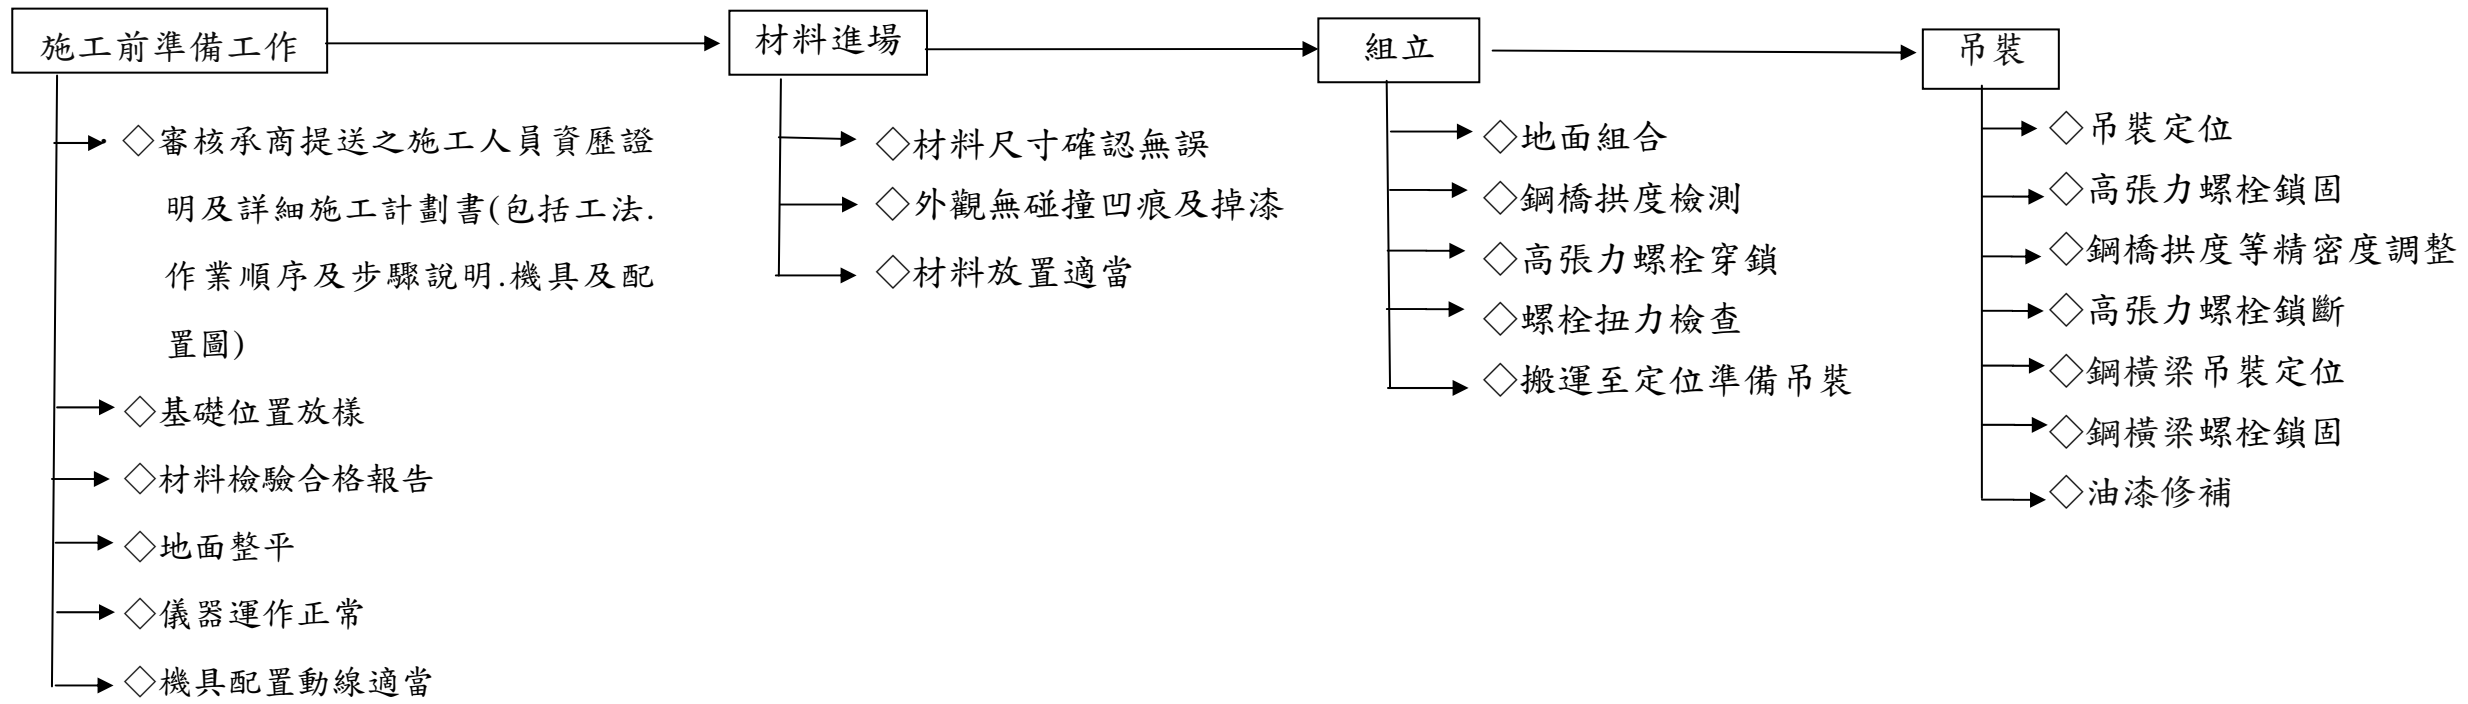 施工前準備工作
◇審核承商提送之施工人員資歷證
明及詳細施工計劃書(包括工法.
作業順序及步驟說明.機具及配
置圖)
◇基礎位置放樣
◇材料檢驗合格報告
◇地面整平
◇儀器運作正常
◇機具配置動線適當
材料進場
◇材料尺寸確認無誤
◇外觀無碰撞凹痕及掉漆
◇材料放置適當
組立
◇地面組合
◇鋼橋拱度檢測
◇高張力螺栓穿鎖
◇螺栓扭力檢查
◇搬運至定位準備吊裝
吊裝
◇吊裝定位
◇高張力螺栓鎖固
◇鋼橋拱度等精密度調整
◇高張力螺栓鎖斷
◇鋼橫梁吊裝定位
◇鋼橫梁螺栓鎖固
◇油漆修補